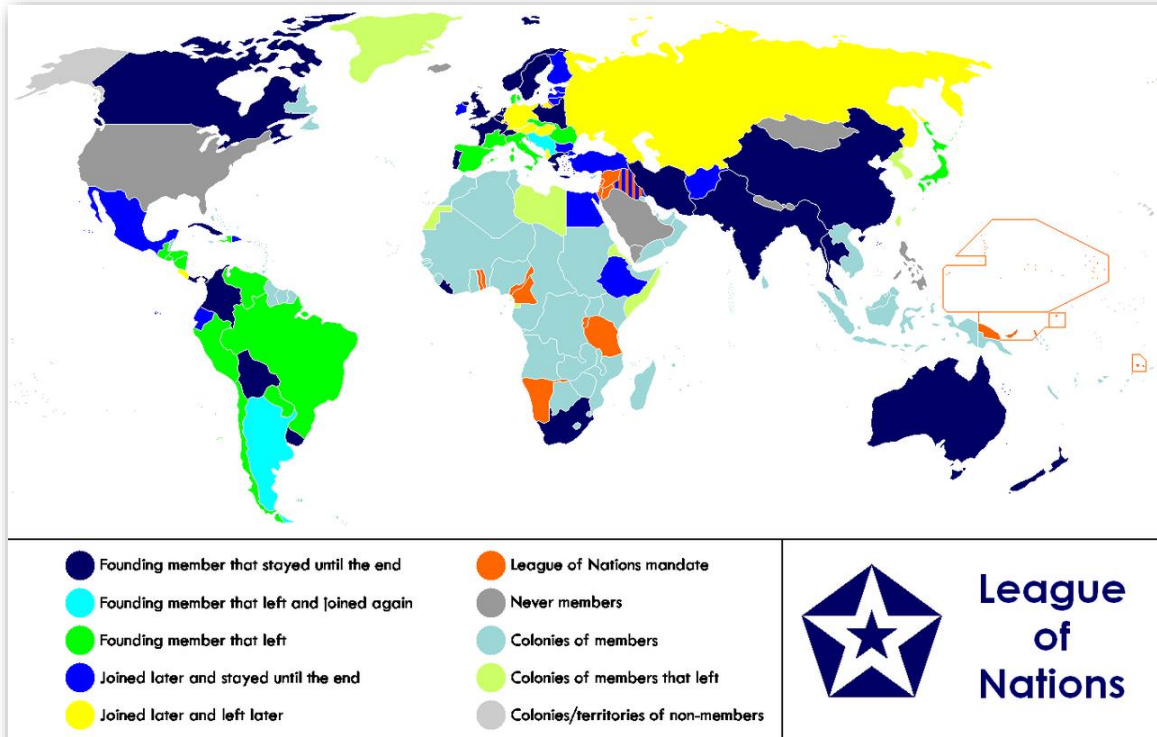 Founding member that stayed until the end
Founding member that left and joined again
Founding member that left
Joined later and stayed until the end
Joined later and left later
League of Nations mandate
Never members
Colonies of members
Colonies of members that left
Colonies/territories of non-members
League
of
Nations